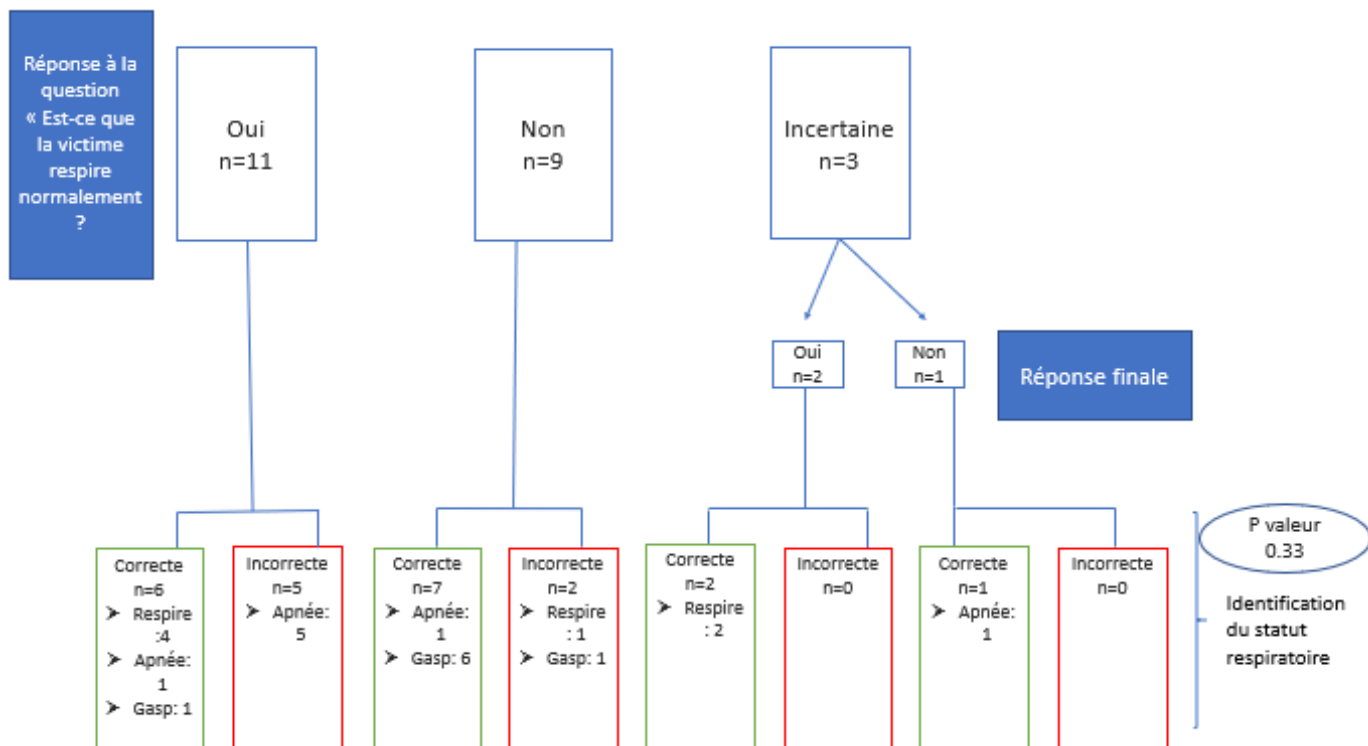 Réponse à la
question
« Est-ce que
la victime
respire
normalement
?
Oui
n=11
Non
n=9
Incertaine
n=3
Oui
n=2
Non
n=1
Réponse finale
Correcte
n=6
➤ Respire
:4
➤ Apnée:
1
➤ Gasp: 1
Incorrecte
n=5
➤ Apnée:
5
Correcte
n=7
➤ Apnée:
1
➤ Gasp: 6
Incorrecte
n=2
➤ Respire
: 1
➤ Gasp: 1
Correcte
n=2
➤ Respire
: 2
Incorrecte
n=0
Correcte
n=1
➤ Apnée:
1
Incorrecte
n=0
P valeur
0.33
Identification
du statut
respiratoire